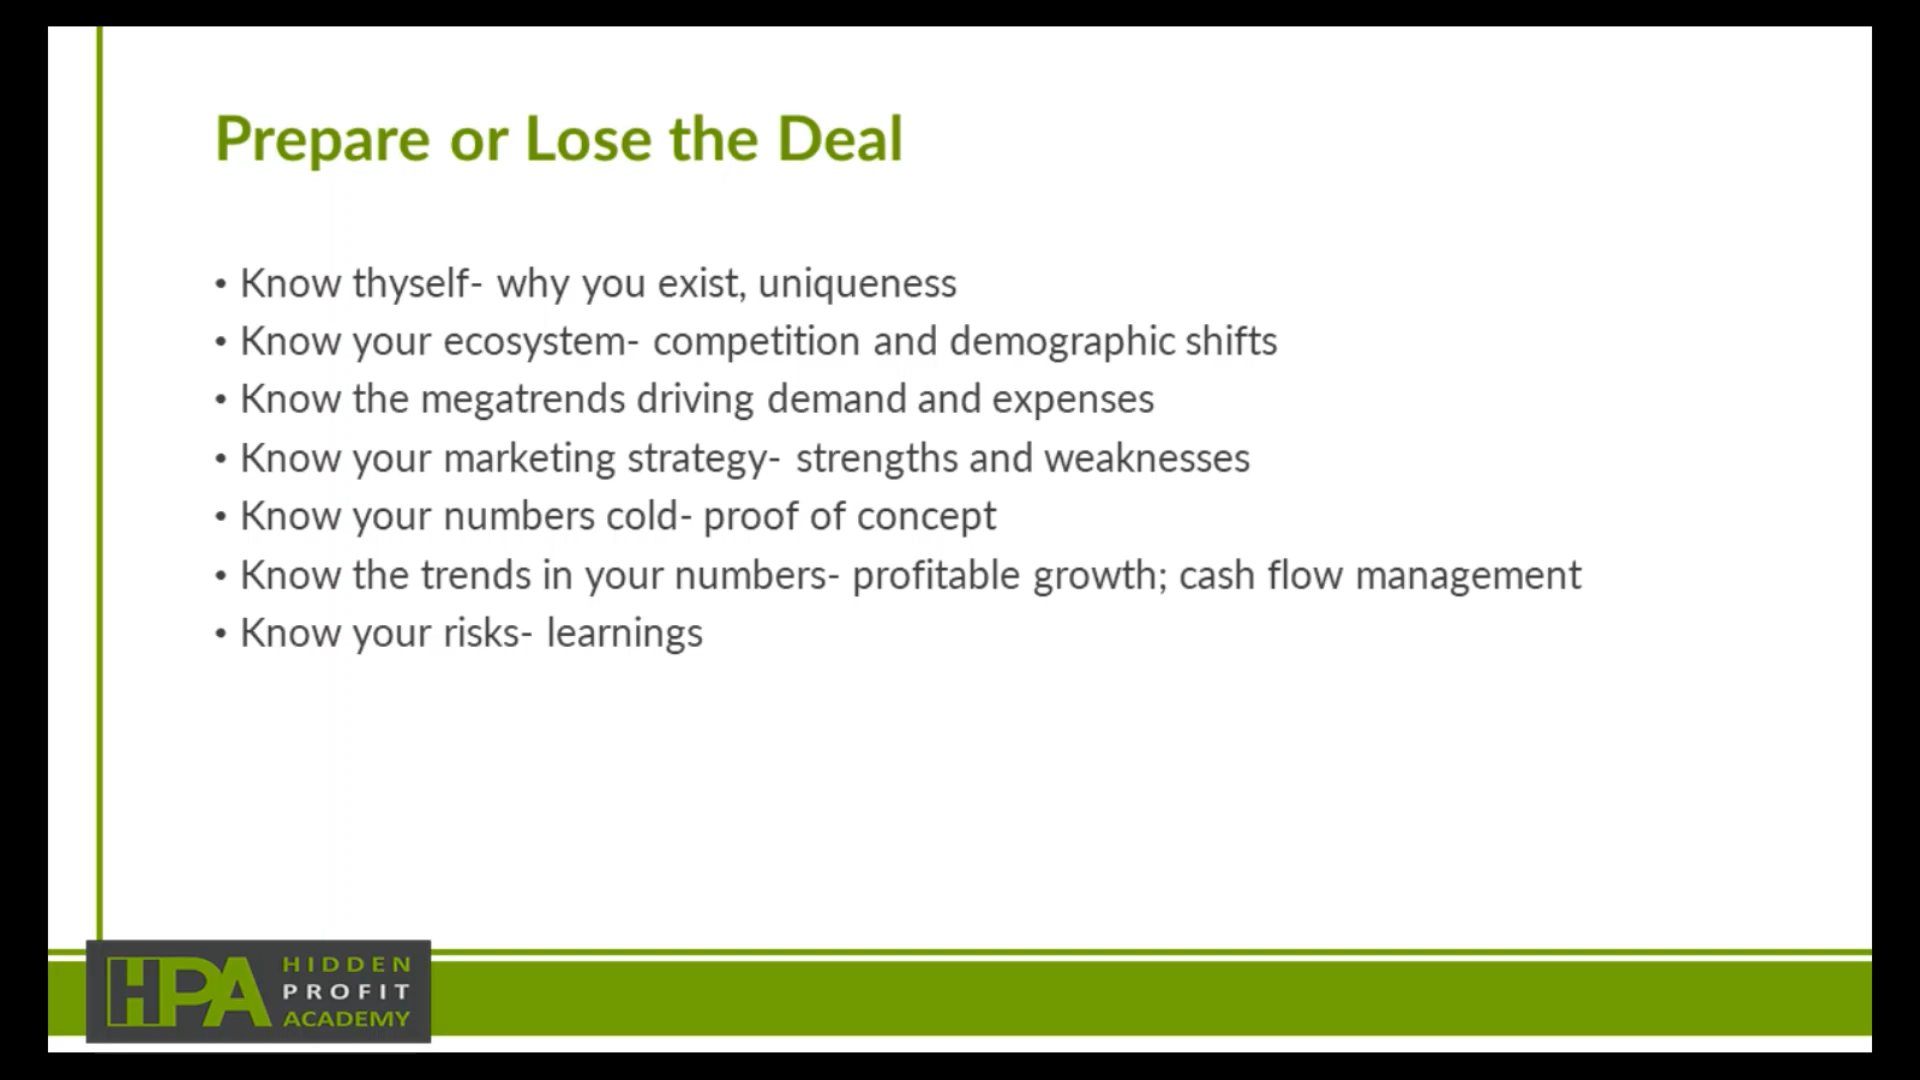 Prepare or Lose the Deal
• Know thyself- why you exist, uniqueness
• Know your ecosystem- competition and demographic shifts
• Know the megatrends driving demand and expenses
• Know your marketing strategy- strengths and weaknesses
• Know your numbers cold- proof of concept
• Know the trends in your numbers- profitable growth; cash flow management
• Know your risks- learnings
HPA
HIDDEN
PROFIT
ACADEMY